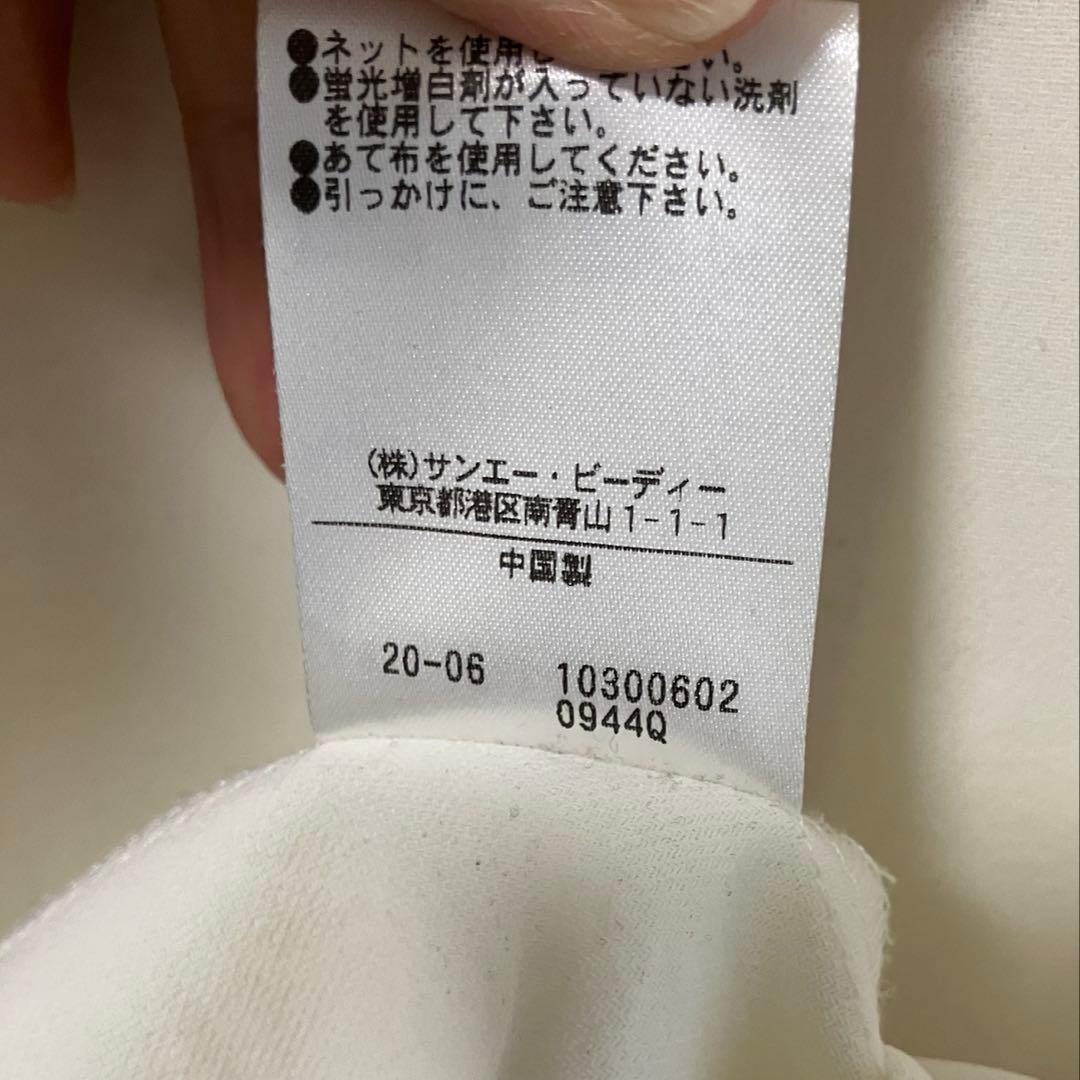 ●ネットを使用し い。
●蛍光増白剤が入っていない洗剤
を使用して下さい。
●あて布を使用してください。
●引っかけに、ご注意下さい。
(株)サンエー・ビーディー
東京都港区南青山1-1-1
中国製
20-06 10300602
0944Q